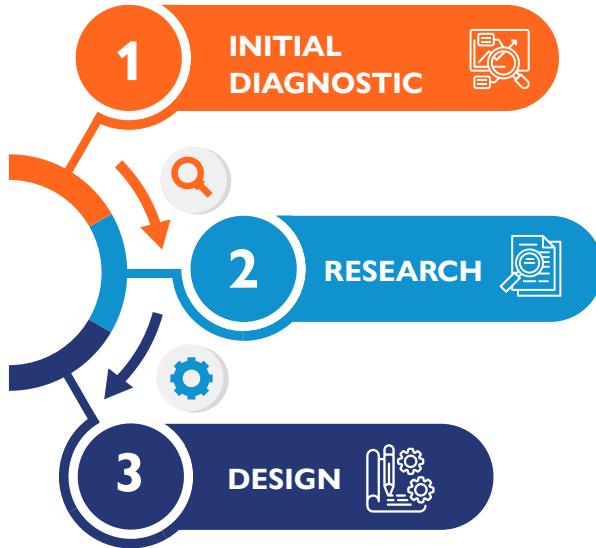 1
INITIAL
DIAGNOSTIC
2
RESEARCH
3
DESIGN